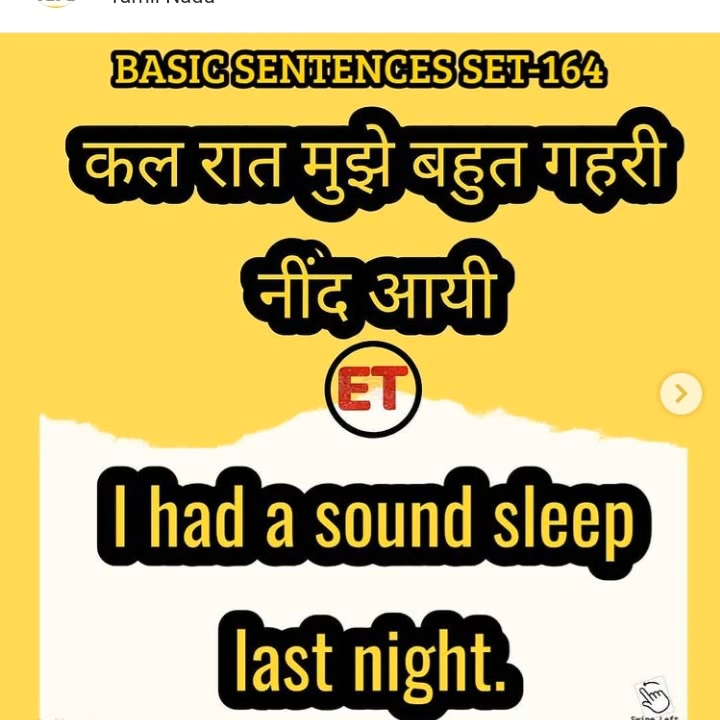 BASIC SENTENCES SET-164
कल रात मुझे बहुत गहरी
नींद आयी
ET
I had a sound sleep
last night.